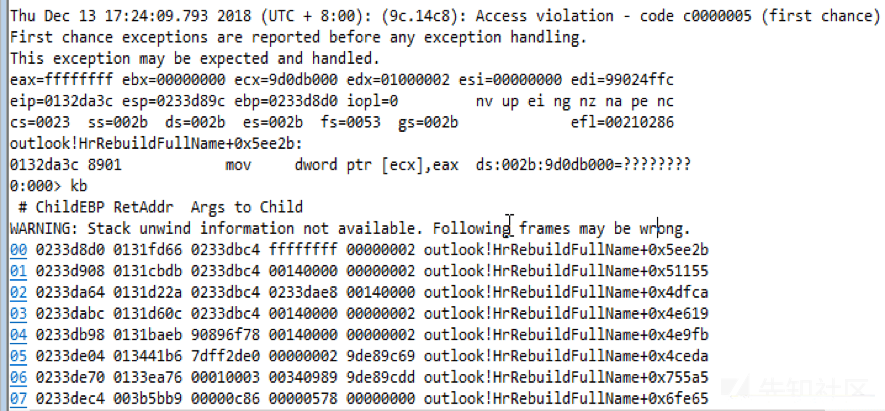 Thu Dec 13 17:24:09.793 2018 (UTC + 8:00): (9c.14c8): Access violation - code c0000005 (first chance)
First chance exceptions are reported before any exception handling.
This exception may be expected and handled.
eax=ffffffff ebx=00000000 ecx=9d0db000 edx=01000002 esi=00000000 edi=99024ffc
eip=0132da3c esp=0233d89c ebp=0233d8d0 iopl=0 nv up ei ng nz na pe nc
cs=0023 ss=002b ds=002b es=002b fs=0053 gs=002b efl=00210286
outlook!HrRebuildFullName+0x5ee2b:
0132da3c 8901 mov dword ptr [ecx],eax ds:002b:9d0db000=????????
0:000> kb
# ChildEBP RetAddr Args to Child
WARNING: Stack unwind information not available. Following frames may be wrong.
00 0233d8d0 0131fd66 0233dbc4 ffffffff 00000002 outlook!HrRebuildFullName+0x5ee2b
01 0233d908 0131cbdb 0233dbc4 00140000 00000002 outlook!HrRebuildFullName+0x51155
02 0233da64 0131d22a 0233dbc4 0233dae8 00140000 outlook!HrRebuildFullName+0x4dfca
03 0233dabc 0131d60c 0233dbc4 00140000 00000002 outlook!HrRebuildFullName+0x4e619
04 0233db98 0131baeb 90896f78 00140000 00000002 outlook!HrRebuildFullName+0x4e9fb
05 0233de04 013441b6 7dff2de0 00000002 9de89c69 outlook!HrRebuildFullName+0x4ceda
06 0233de70 0133ea76 00010003 00340989 9de89cdd outlook!HrRebuildFullName+0x755a5
07 0233dec4 003b5bb9 00000c86 00000578 00000000 outlook!HrRebuildFullName+0x6fe65
先知社区